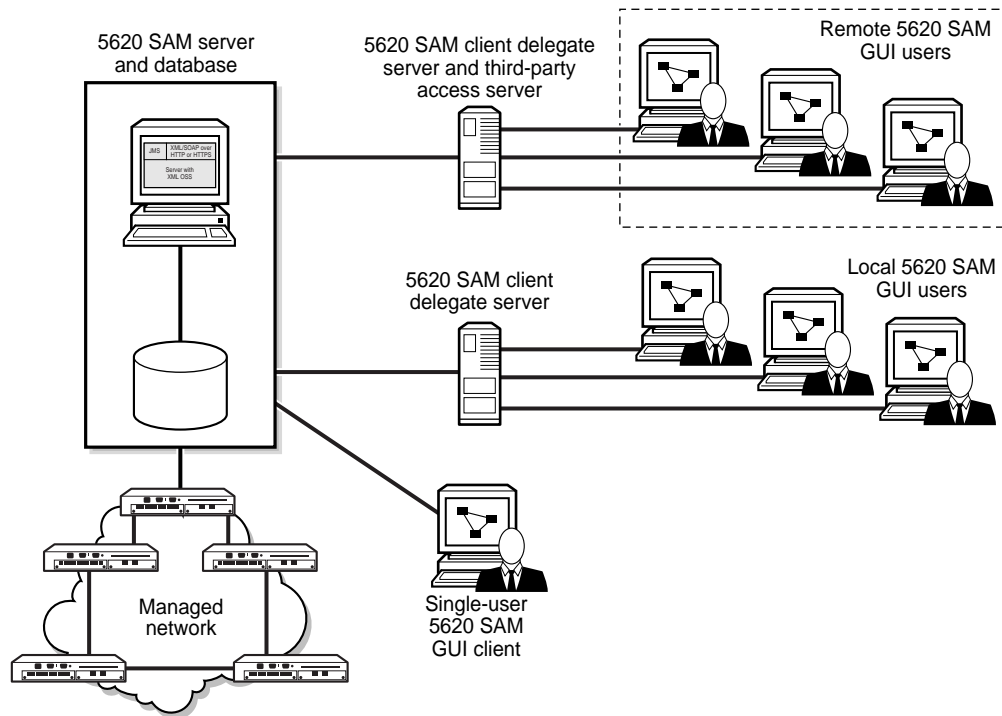 5620 SAM server
and database
5620 SAM client delegate
server and third-party
access server
Remote 5620 SAM
GUI users
JMS
XML/SOAP over
HTTP or HTTPS
Server with
XML OSS
5620 SAM client
delegate server
Local 5620 SAM
GUI users
Managed
network
Single-user
5620 SAM
GUI client